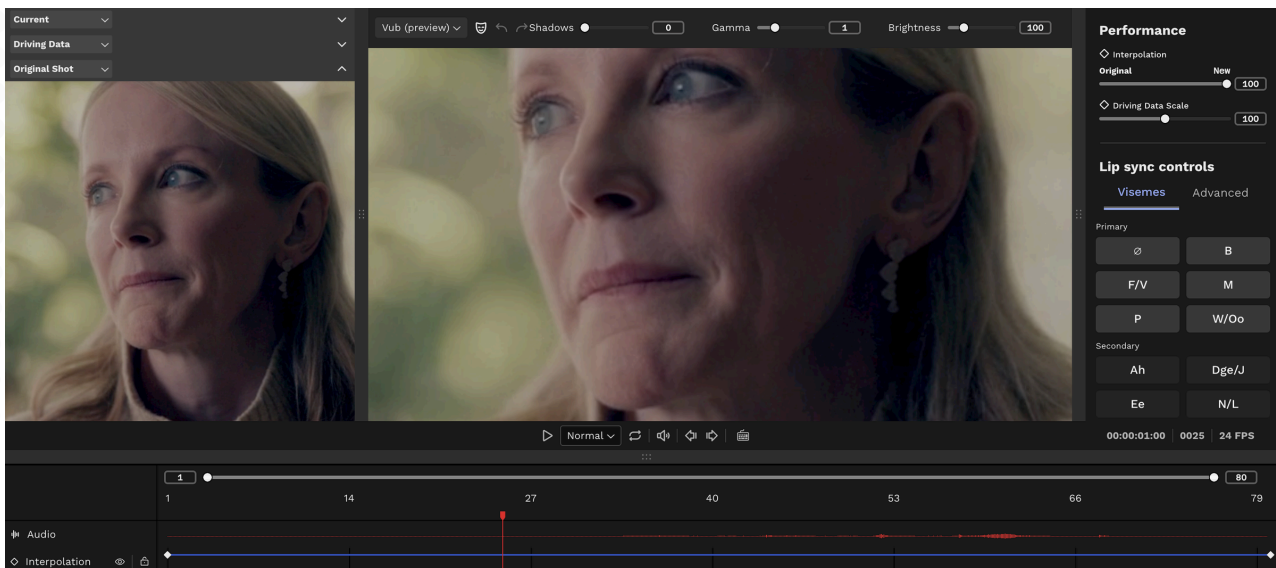 Current
Driving Data
Original Shot
Vub (preview) Shadows 0 Gamma 1 Brightness 100
Performance
Interpolation
Original New
100
Driving Data Scale
100
Lip sync controls
Visemes Advanced
Primary
∅ B
F/V M
P W/Oo
Secondary
Ah Dge/J
Ee N/L
Normal
00:00:01:00 0025 24 FPS
1 80
1 14 27 40 53 66 79
Audio
Interpolation